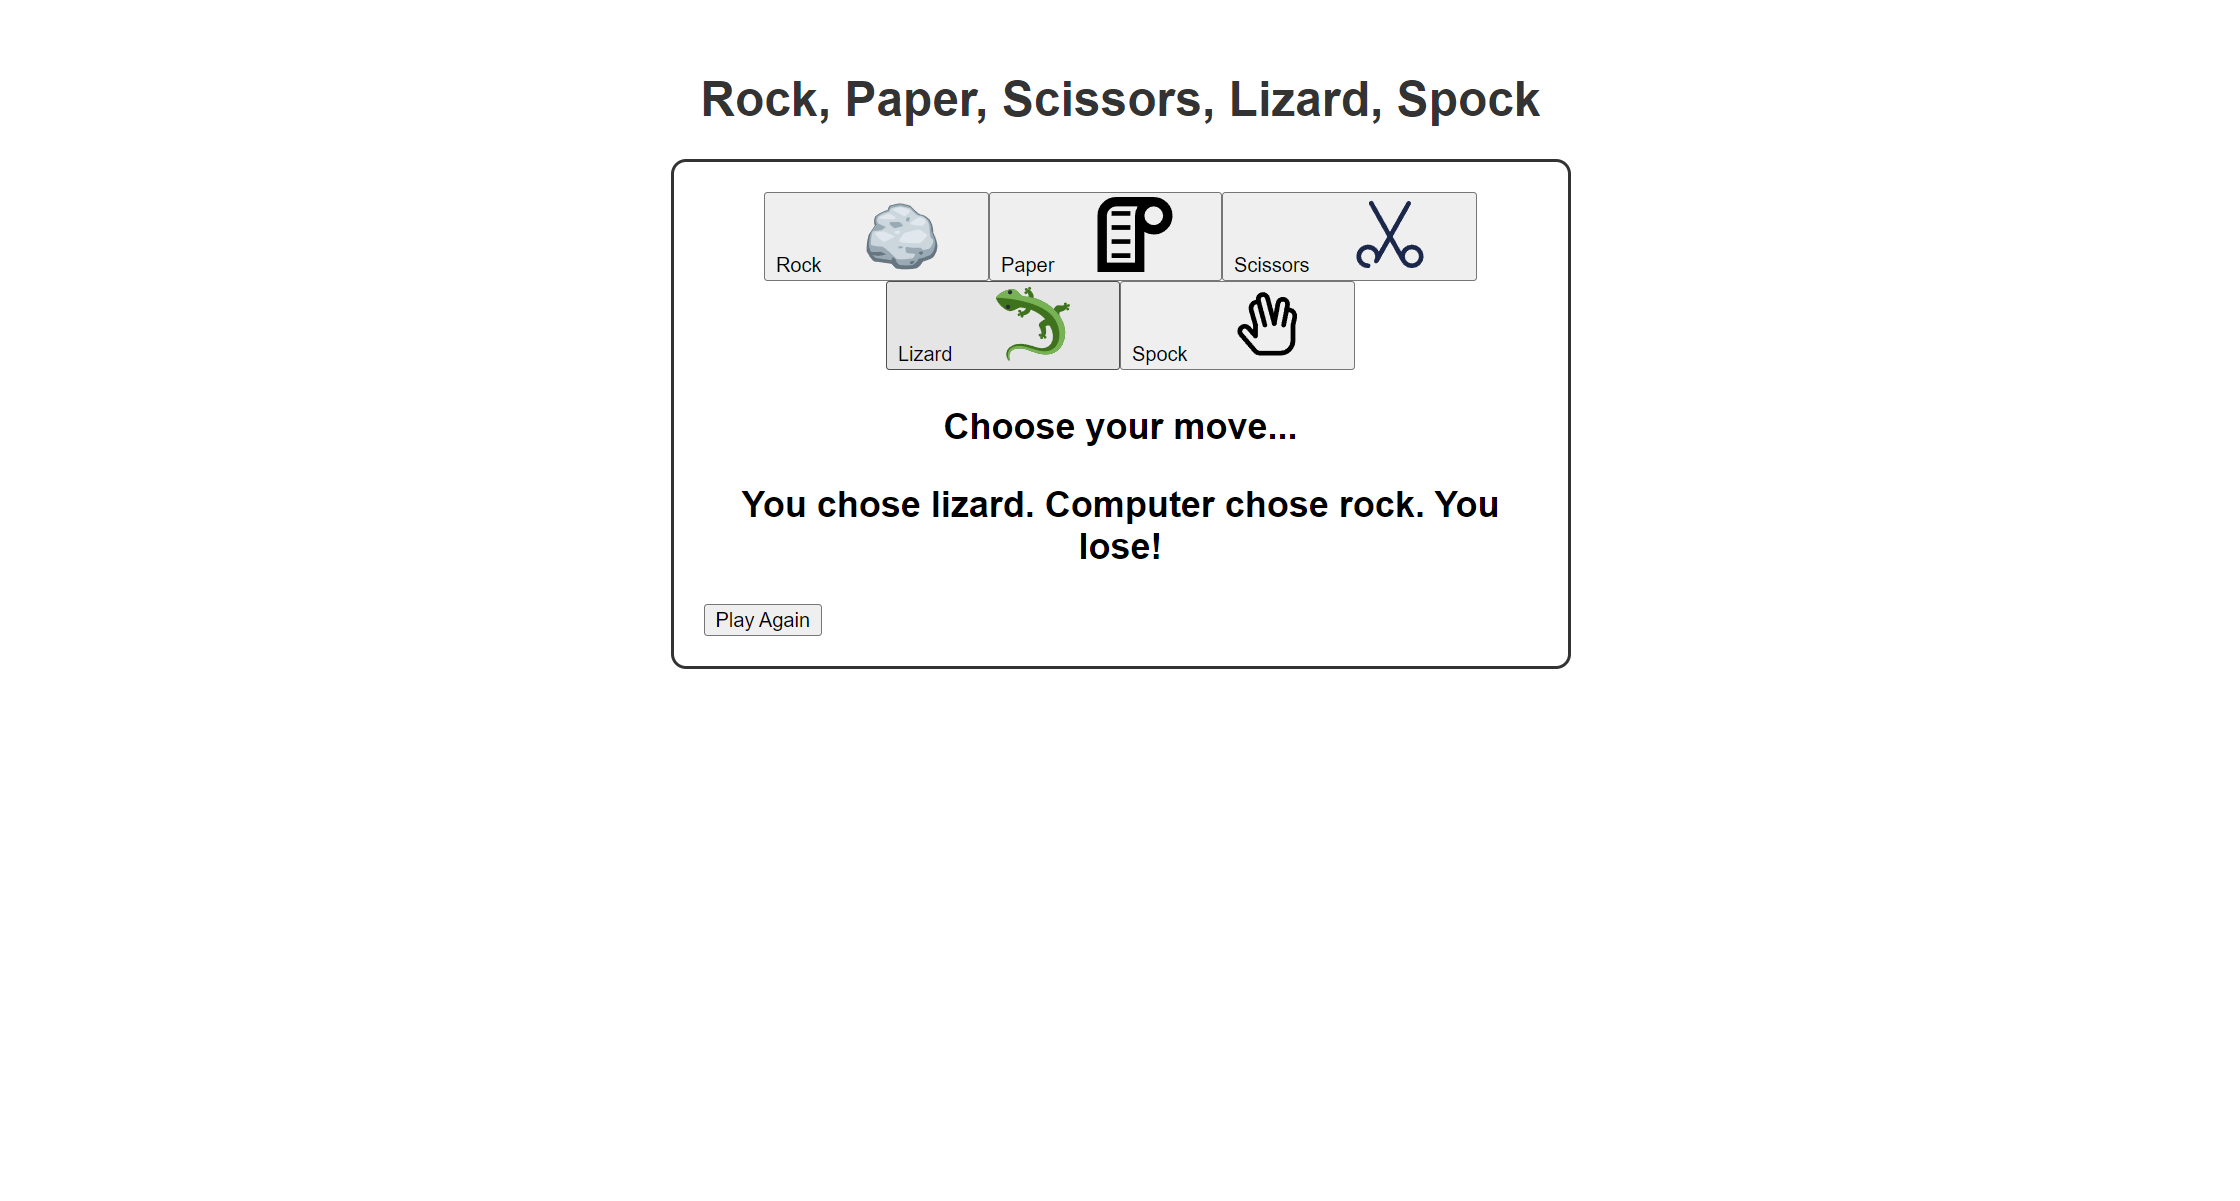 Rock, Paper, Scissors, Lizard, Spock
Rock
Paper
Scissors
Lizard
Spock
Choose your move...
You chose lizard. Computer chose rock. You
lose!
Play Again